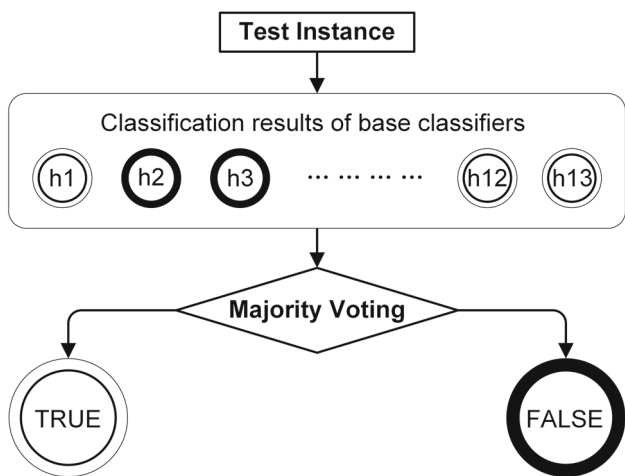 Test Instance
Classification results of base classifiers
h1 h2 h3 ... ... ... ... h12 h13
Majority Voting
TRUE FALSE